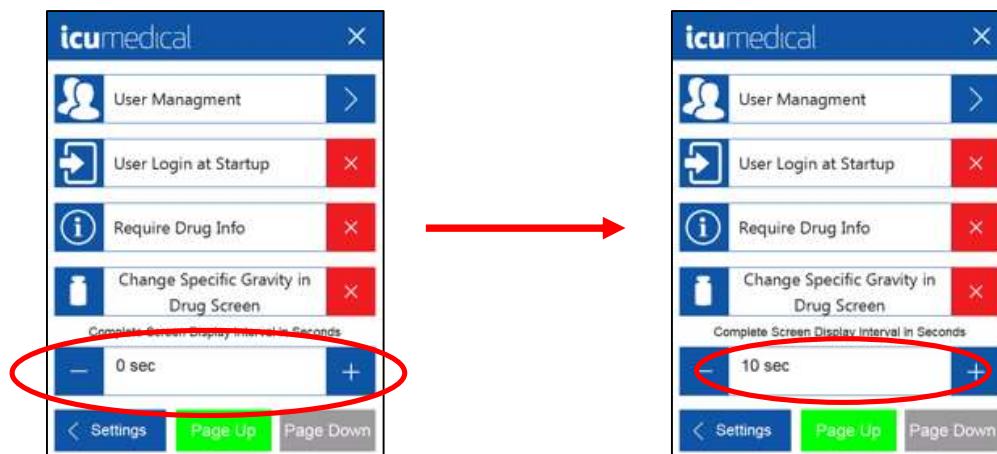 icumedical
User Managment
User Login at Startup
Require Drug Info
Change Specific Gravity in
Drug Screen
Complete Screen Display Interval in Seconds
0 sec
Settings Page Up Page Down
icumedical
User Managment
User Login at Startup
Require Drug Info
Change Specific Gravity in
Drug Screen
Complete Screen Display Interval in Seconds
10 sec
Settings Page Up Page Down